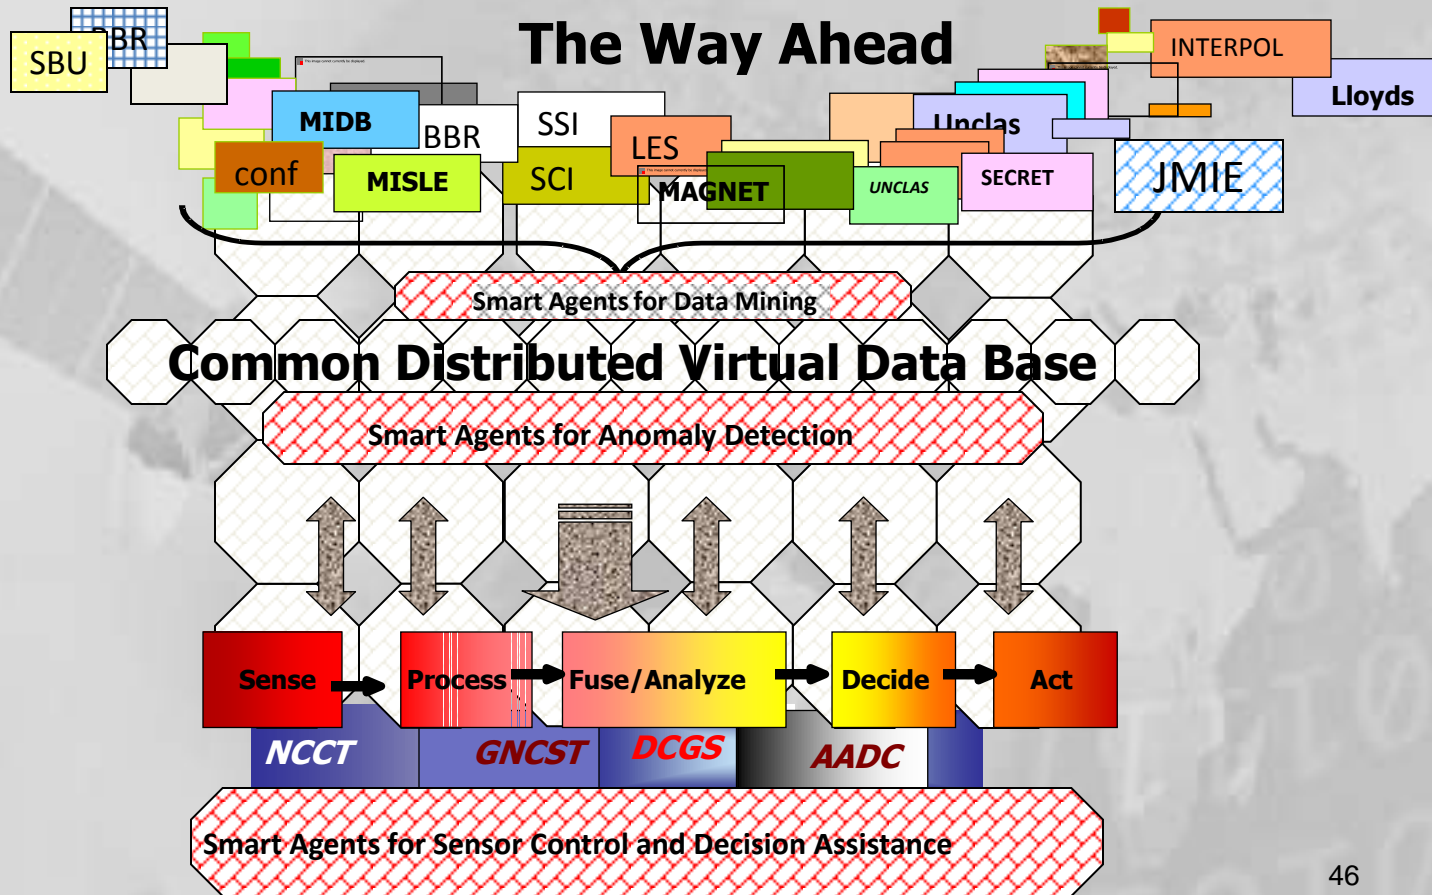 The Way Ahead
SBU
BBR
INTERPOL
Lloyds
MIDB
BBR
SSI
LES
Unclas
conf
MISLE
SCI
MAGNET
UNCLAS
SECRET
JMIE
Smart Agents for Data Mining
Common Distributed Virtual Data Base
Smart Agents for Anomaly Detection
Sense
Process
Fuse/Analyze
Decide
Act
NCCT
GNCST
DCGS
AADC
Smart Agents for Sensor Control and Decision Assistance
46